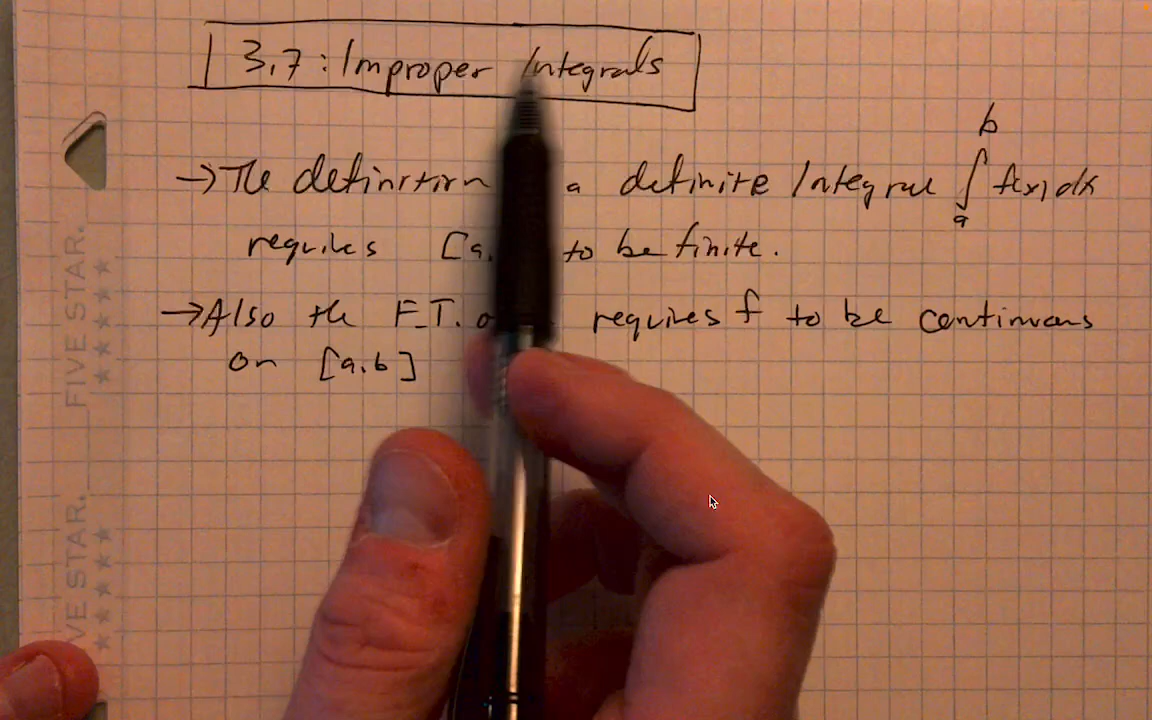 3.7: Improper Integrals
b
→ The definition a definite Integral ∫ f(x) dx
a
requires [a, to be finite.
→ Also the F.T. o requires f to be continuous
on [a,b]
FIVE STAR.
VE STAR.